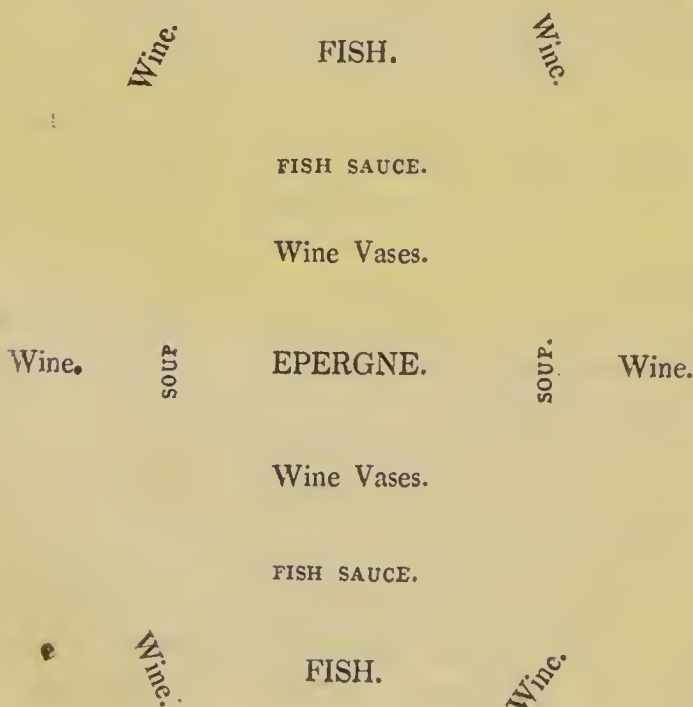 Wine. FISH. Wine.
FISH SAUCE.
Wine Vases.
Wine. SOUP EPERGNE. SOUP. Wine.
Wine Vases.
FISH SAUCE.
Wine. FISH. Wine.